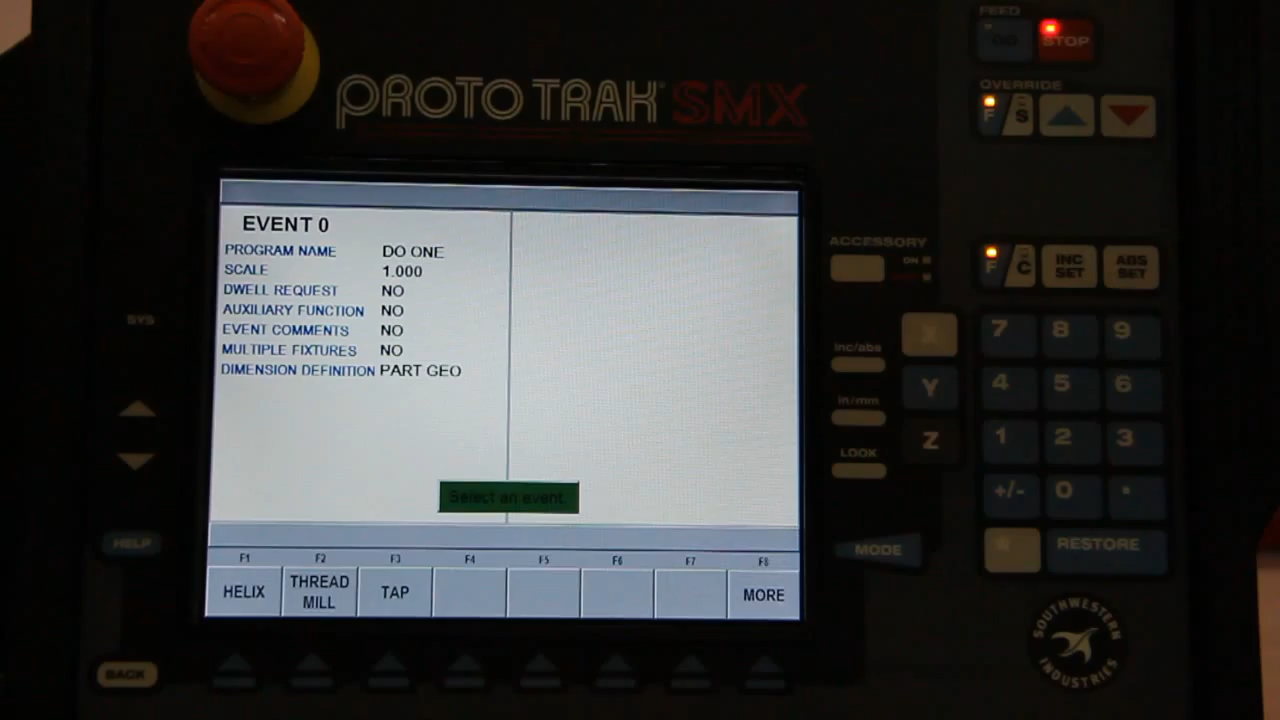 PROTO TRAK SMX
FEED
GO
STOP
OVERRIDE
F
S
EVENT 0
PROGRAM NAME DO ONE
SCALE 1.000
DWELL REQUEST NO
AUXILIARY FUNCTION NO
EVENT COMMENTS NO
MULTIPLE FIXTURES NO
DIMENSION DEFINITION PART GEO
Select an event.
F1 F2 F3 F4 F5 F6 F7 F8
HELIX
THREAD
MILL
TAP
MORE
SYS
HELP
BACK
ACCESSORY
ON
F
C
INC
SET
ABS
SET
inc/abs
in/mm
LOOK
X
Y
Z
7 8 9
4 5 6
1 2 3
+/- 0 .
MODE
RESTORE
SOUTHWESTERN
INDUSTRIES